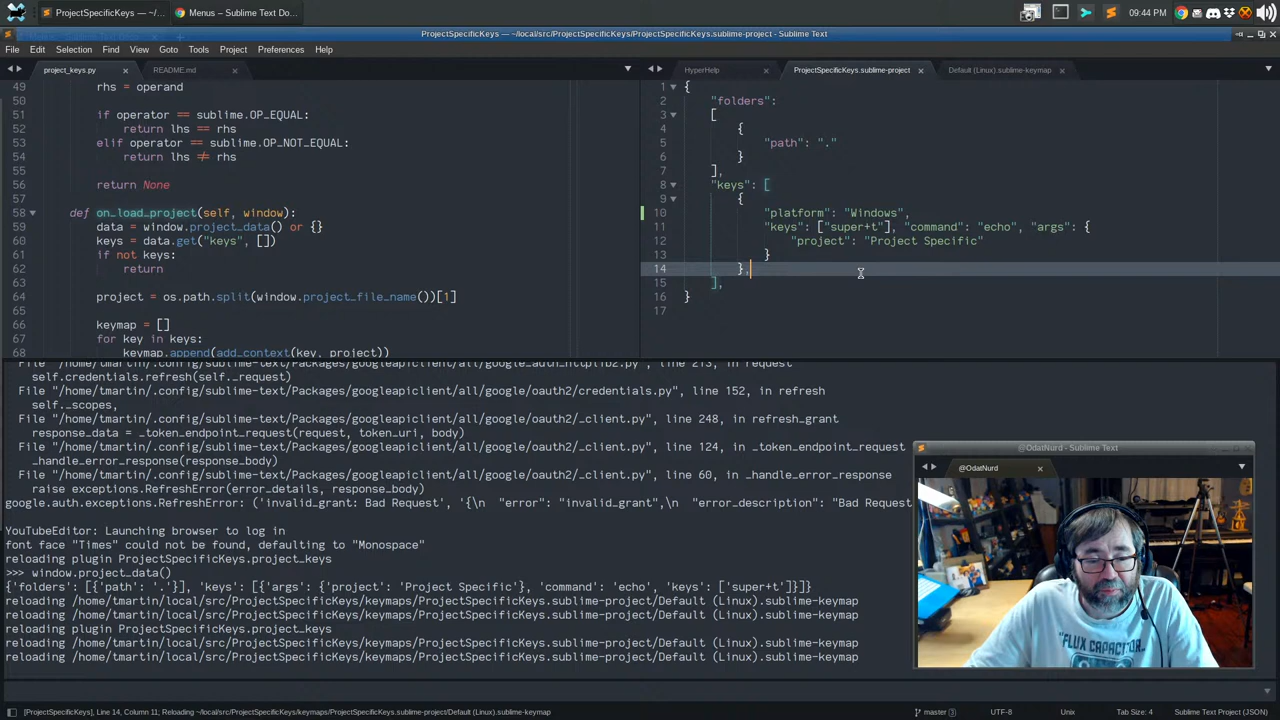 ProjectSpecificKeys — ~/...
Menus – Sublime Text Do...
09:44 PM
ProjectSpecificKeys — ~/local/src/ProjectSpecificKeys/ProjectSpecificKeys.sublime-project - Sublime Text
File Edit Selection Find View Goto Tools Project Preferences Help
project_keys.py
README.md
HyperHelp
ProjectSpecificKeys.sublime-project
Default (Linux).sublime-keymap
49 rhs = operand
50
51 if operator == sublime.OP_EQUAL:
52 return lhs == rhs
53 elif operator == sublime.OP_NOT_EQUAL:
54 return lhs ≠ rhs
55
56 return None
57
58 def on_load_project(self, window):
59 data = window.project_data() or {}
60 keys = data.get("keys", [])
61 if not keys:
62 return
63
64 project = os.path.split(window.project_file_name())[1]
65
66 keymap = []
67 for key in keys:
68 keymap.append(add_context(key, project))
1 {
2 "folders":
3 [
4 {
5 "path": "."
6 }
7 ],
8 "keys": [
9 {
10 "platform": "Windows",
11 "keys": ["super+t"], "command": "echo", "args": {
12 "project": "Project Specific"
13 }
14 },
15 ],
16 }
17
self.credentials.refresh(self._request)
File "/home/tmartin/.config/sublime-text/Packages/googleapiclient/all/google/oauth2/credentials.py", line 152, in refresh
self._scopes,
File "/home/tmartin/.config/sublime-text/Packages/googleapiclient/all/google/oauth2/_client.py", line 248, in refresh_grant
response_data = _token_endpoint_request(request, token_uri, body)
File "/home/tmartin/.config/sublime-text/Packages/googleapiclient/all/google/oauth2/_client.py", line 124, in _token_endpoint_request
_handle_error_response(response_body)
File "/home/tmartin/.config/sublime-text/Packages/googleapiclient/all/google/oauth2/_client.py", line 60, in _handle_error_response
raise exceptions.RefreshError(error_details, response_body)
google.auth.exceptions.RefreshError: ('invalid_grant: Bad Request', '{\n "error": "invalid_grant",\n "error_description": "Bad Request
YouTubeEditor: Launching browser to log in
font face "Times" could not be found, defaulting to "Monospace"
reloading plugin ProjectSpecificKeys.project_keys
>>> window.project_data()
{'folders': [{'path': '.'}], 'keys': [{'args': {'project': 'Project Specific'}, 'command': 'echo', 'keys': ['super+t']}]}
reloading /home/tmartin/local/src/ProjectSpecificKeys/keymaps/ProjectSpecificKeys.sublime-project/Default (Linux).sublime-keymap
reloading /home/tmartin/local/src/ProjectSpecificKeys/keymaps/ProjectSpecificKeys.sublime-project/Default (Linux).sublime-keymap
reloading plugin ProjectSpecificKeys.project_keys
reloading /home/tmartin/local/src/ProjectSpecificKeys/keymaps/ProjectSpecificKeys.sublime-project/Default (Linux).sublime-keymap
reloading /home/tmartin/local/src/ProjectSpecificKeys/keymaps/ProjectSpecificKeys.sublime-project/Default (Linux).sublime-keymap
@OdatNurd - Sublime Text
@OdatNurd
"FLUX
CAPACITOR"
[ProjectSpecificKeys], Line 14, Column 11; Reloading ~/local/src/ProjectSpecificKeys/keymaps/ProjectSpecificKeys.sublime-project/Default (Linux).sublime-keymap
master (3)
UTF-8
Unix
Tab Size: 4
Sublime Text Project (JSON)